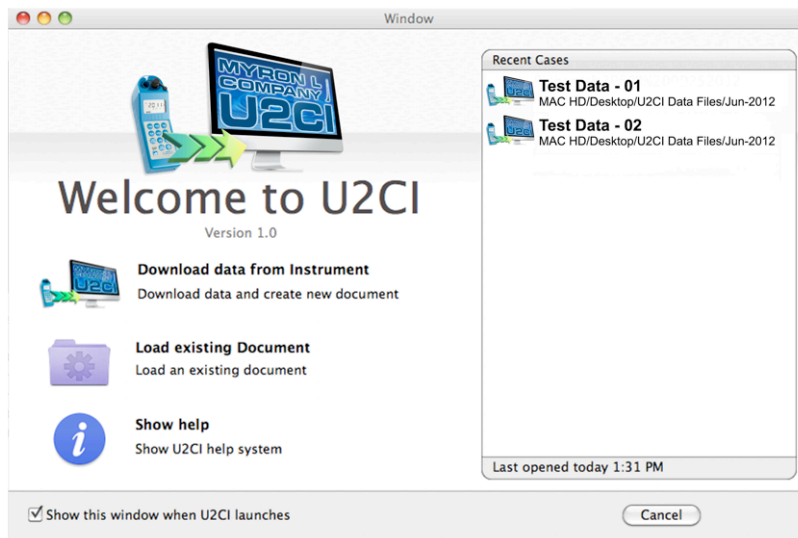 Window
MYRON L
COMPANY
U2CI
Welcome to U2CI
Version 1.0
Download data from Instrument
Download data and create new document
Load existing Document
Load an existing document
Show help
Show U2CI help system
Recent Cases
Test Data - 01
MAC HD/Desktop/U2CI Data Files/Jun-2012
Test Data - 02
MAC HD/Desktop/U2CI Data Files/Jun-2012
Last opened today 1:31 PM
Show this window when U2CI launches
Cancel